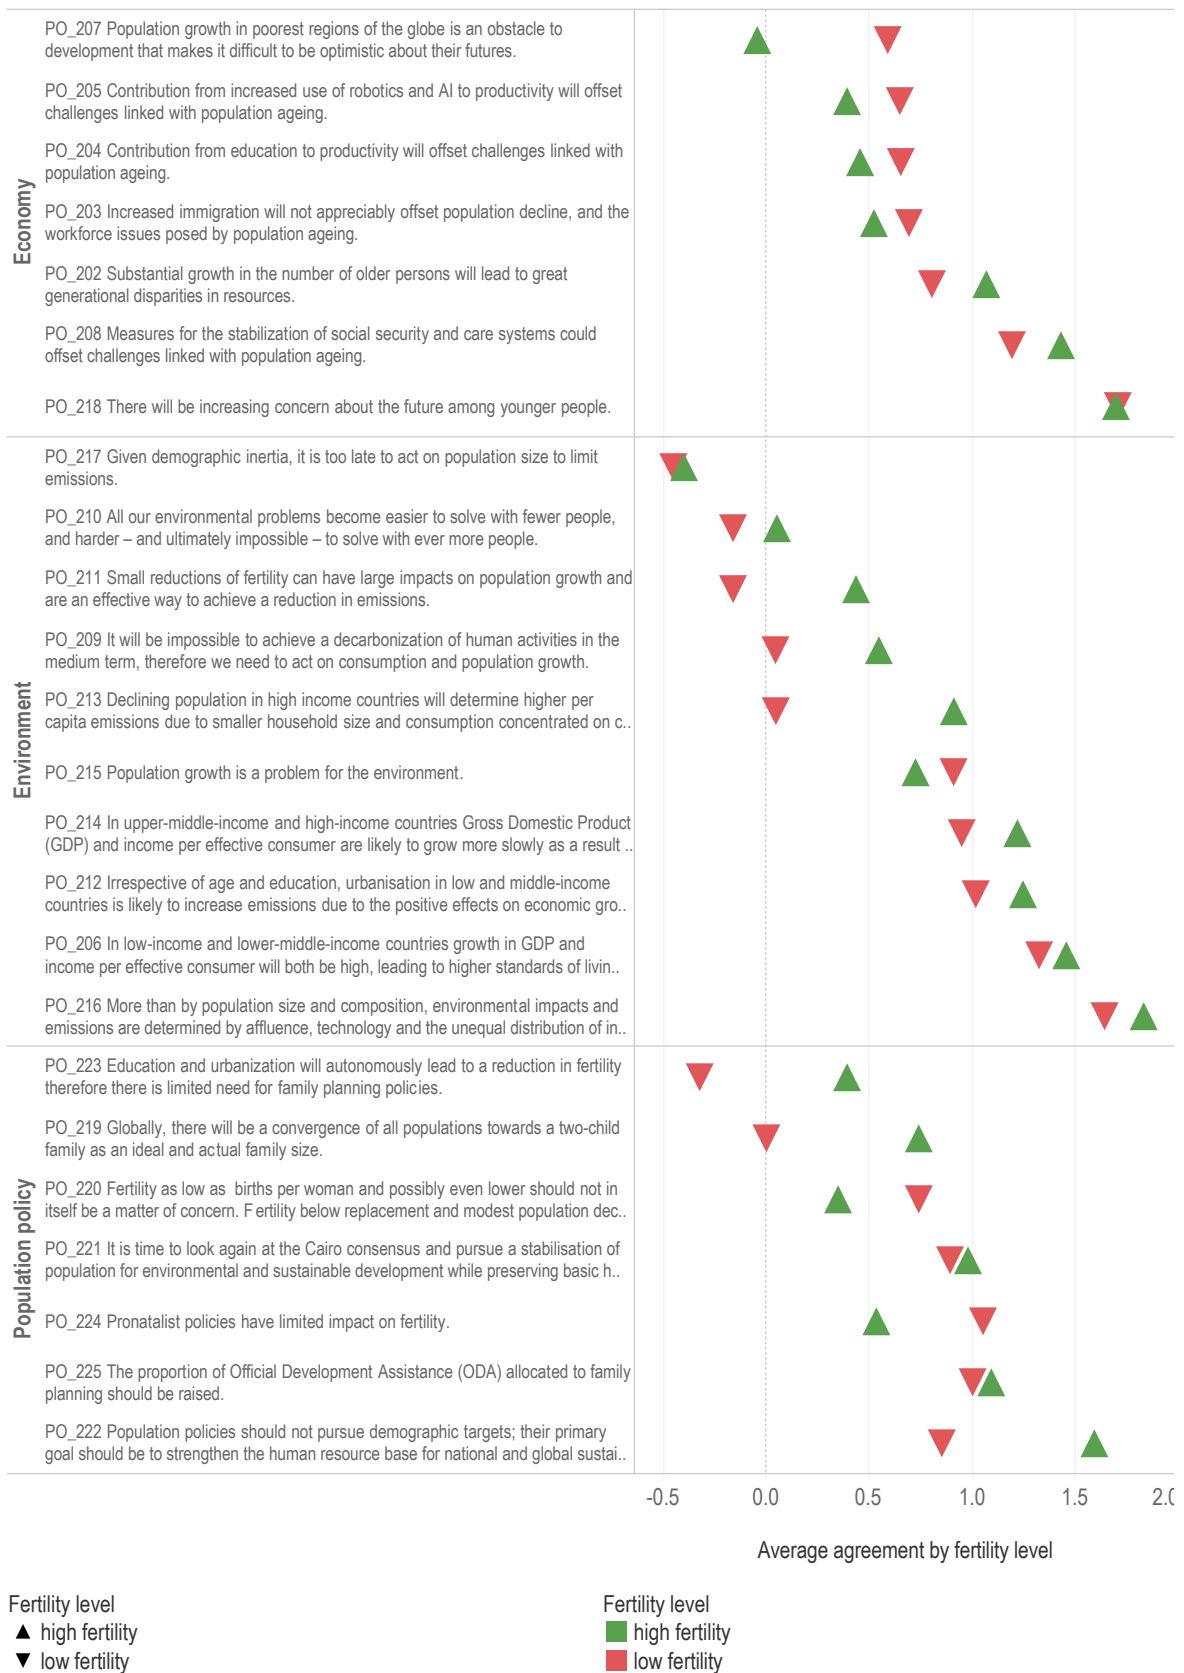 Economy
PO_207 Population growth in poorest regions of the globe is an obstacle to
development that makes it difficult to be optimistic about their futures.
PO_205 Contribution from increased use of robotics and AI to productivity will offset
challenges linked with population ageing.
PO_204 Contribution from education to productivity will offset challenges linked with
population ageing.
PO_203 Increased immigration will not appreciably offset population decline, and the
workforce issues posed by population ageing.
PO_202 Substantial growth in the number of older persons will lead to great
generational disparities in resources.
PO_208 Measures for the stabilization of social security and care systems could
offset challenges linked with population ageing.
PO_218 There will be increasing concern about the future among younger people.
Environment
PO_217 Given demographic inertia, it is too late to act on population size to limit
emissions.
PO_210 All our environmental problems become easier to solve with fewer people,
and harder – and ultimately impossible – to solve with ever more people.
PO_211 Small reductions of fertility can have large impacts on population growth and
are an effective way to achieve a reduction in emissions.
PO_209 It will be impossible to achieve a decarbonization of human activities in the
medium term, therefore we need to act on consumption and population growth.
PO_213 Declining population in high income countries will determine higher per
capita emissions due to smaller household size and consumption concentrated on c..
PO_215 Population growth is a problem for the environment.
PO_214 In upper-middle-income and high-income countries Gross Domestic Product
(GDP) and income per effective consumer are likely to grow more slowly as a result ..
PO_212 Irrespective of age and education, urbanisation in low and middle-income
countries is likely to increase emissions due to the positive effects on economic gro..
PO_206 In low-income and lower-middle-income countries growth in GDP and
income per effective consumer will both be high, leading to higher standards of livin..
PO_216 More than by population size and composition, environmental impacts and
emissions are determined by affluence, technology and the unequal distribution of in..
Population policy
PO_223 Education and urbanization will autonomously lead to a reduction in fertility
therefore there is limited need for family planning policies.
PO_219 Globally, there will be a convergence of all populations towards a two-child
family as an ideal and actual family size.
PO_220 Fertility as low as  births per woman and possibly even lower should not in
itself be a matter of concern. Fertility below replacement and modest population dec..
PO_221 It is time to look again at the Cairo consensus and pursue a stabilisation of
population for environmental and sustainable development while preserving basic h..
PO_224 Pronatalist policies have limited impact on fertility.
PO_225 The proportion of Official Development Assistance (ODA) allocated to family
planning should be raised.
PO_222 Population policies should not pursue demographic targets; their primary
goal should be to strengthen the human resource base for national and global sustai..
-0.5 0.0 0.5 1.0 1.5 2.0
Average agreement by fertility level
Fertility level
high fertility
low fertility
Fertility level
high fertility
low fertility